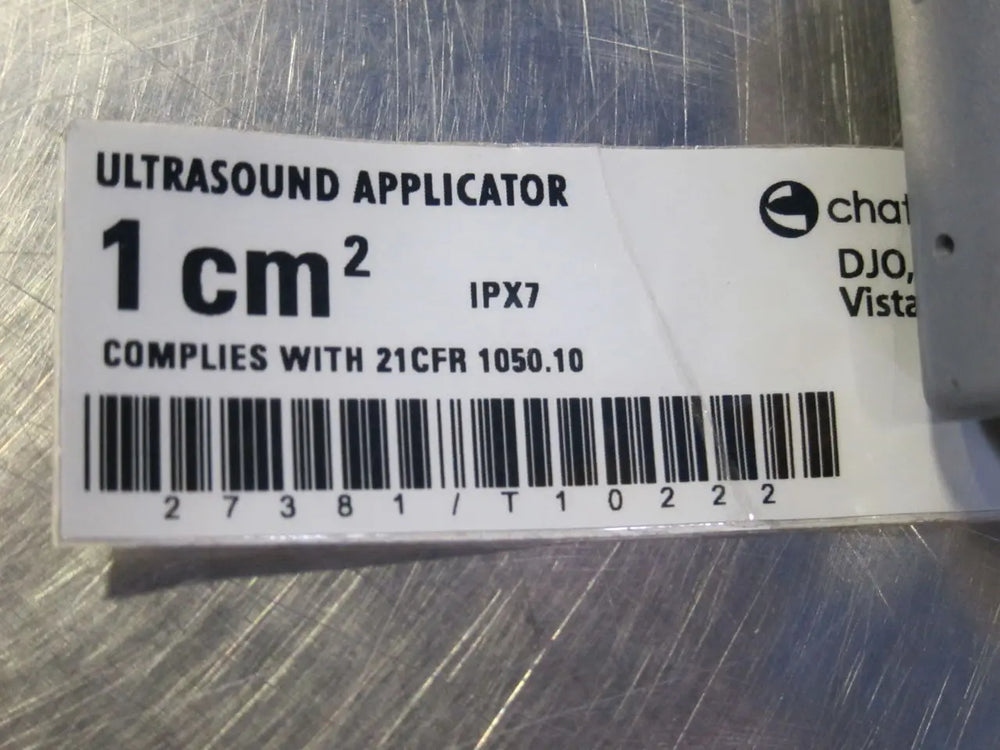 ULTRASOUND APPLICATOR
1 cm²
IPX7
COMPLIES WITH 21CFR 1050.10
27381/T10222
chat
DJO,
Vista